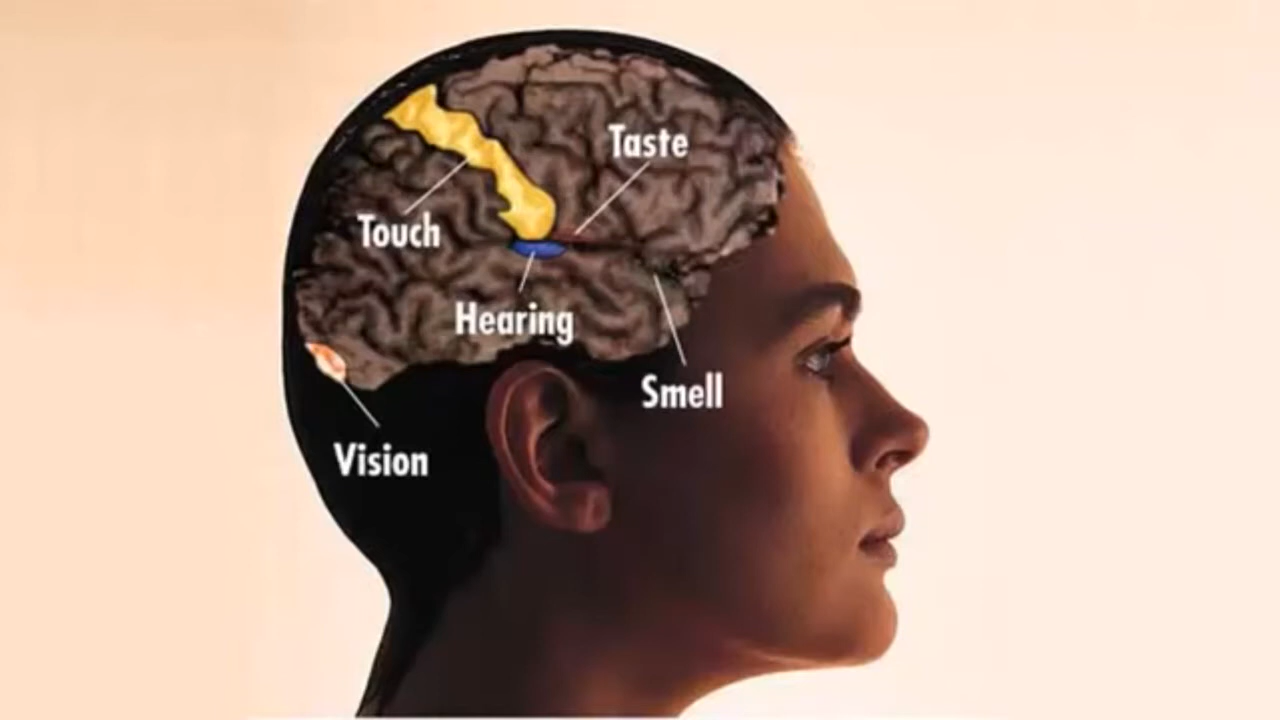 Taste
Touch
Hearing
Smell
Vision